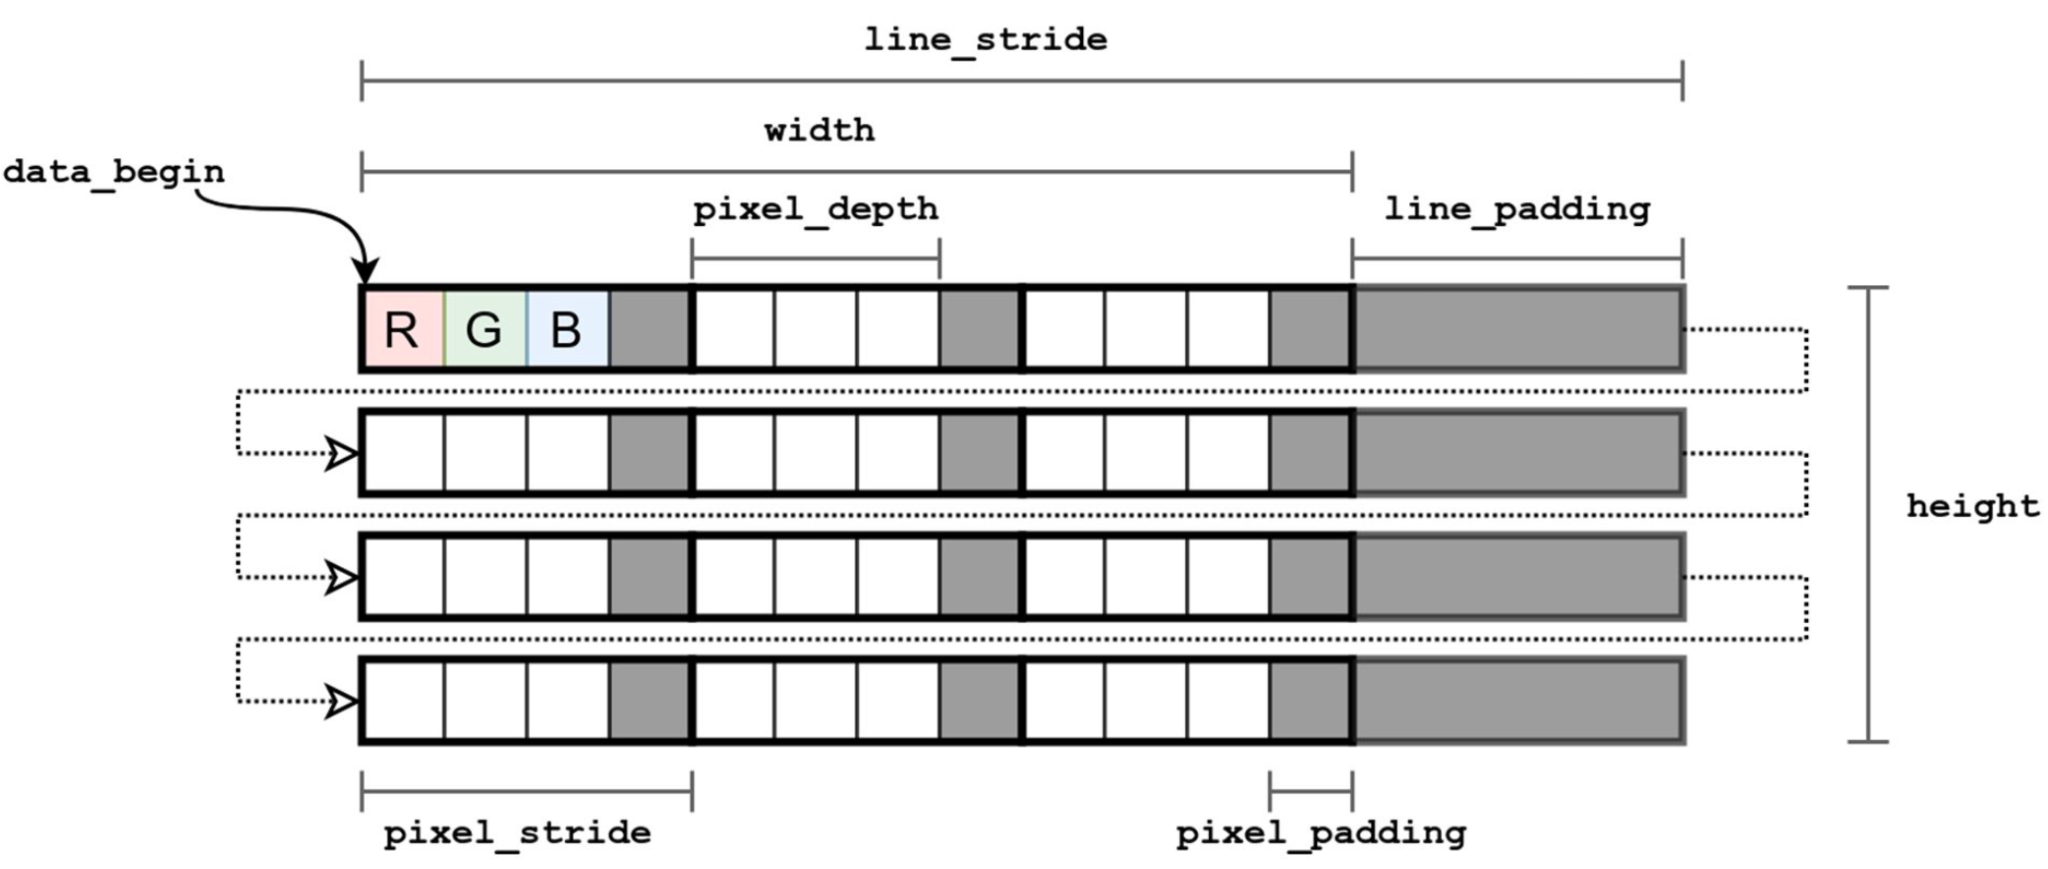 line_stride
width
data_begin
pixel_depth
line_padding
R G B
height
pixel_stride
pixel_padding